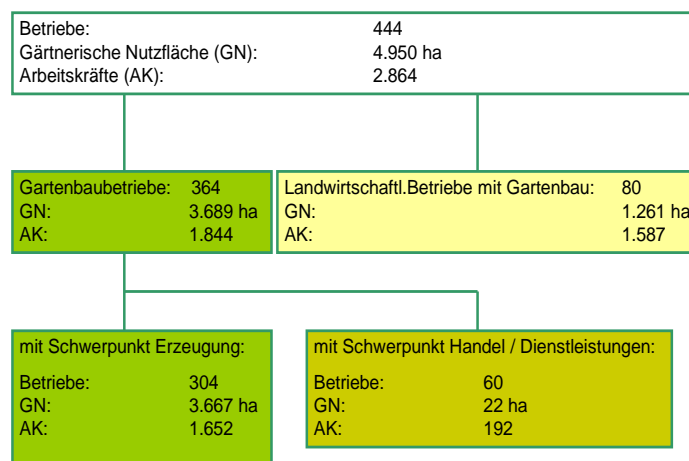 Betriebe: 444
Gärtnerische Nutzfläche (GN): 4.950 ha
Arbeitskräfte (AK): 2.864
Gartenbaubetriebe: 364
GN: 3.689 ha
AK: 1.844
Landwirtschaftl.Betriebe mit Gartenbau: 80
GN: 1.261 ha
AK: 1.587
mit Schwerpunkt Erzeugung:
Betriebe: 304
GN: 3.667 ha
AK: 1.652
mit Schwerpunkt Handel / Dienstleistungen:
Betriebe: 60
GN: 22 ha
AK: 192